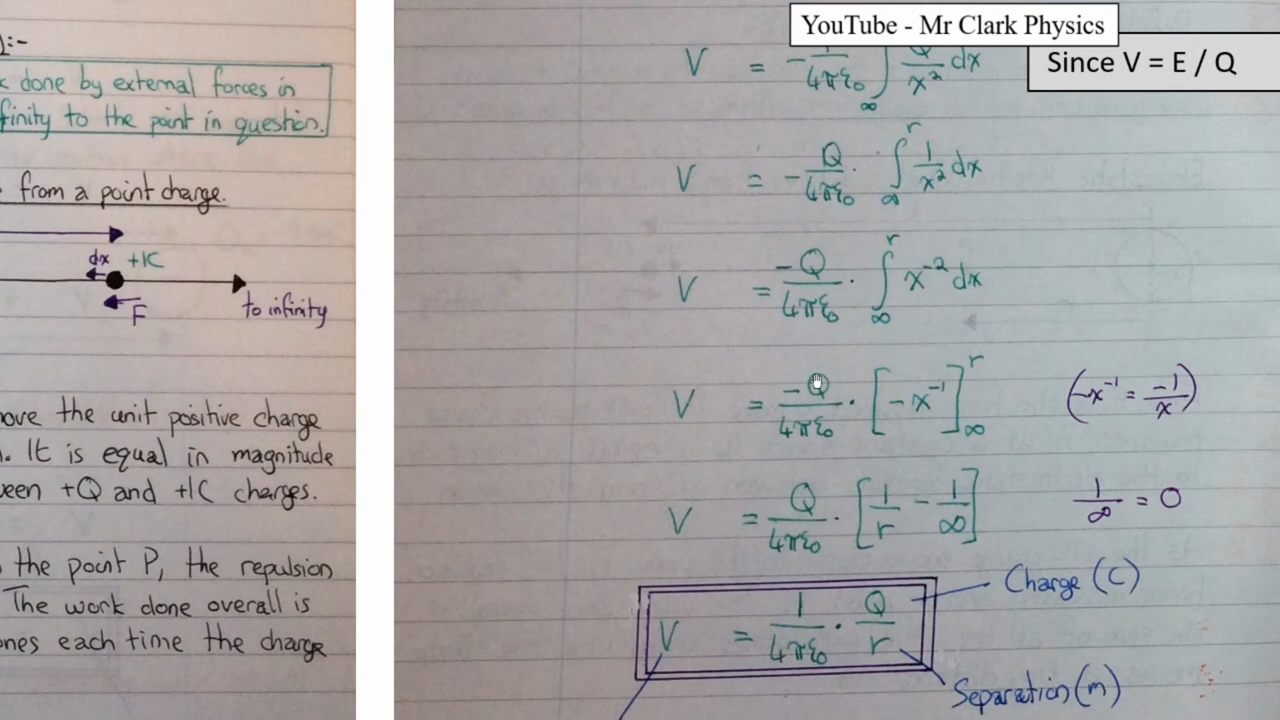 YouTube - Mr Clark Physics
Since V = E / Q
]:-
done by external forces in
finity to the point in question.
from a point charge.
dx +1C
F
to infinity
ove the unit positive charge
. It is equal in magnitude
ween +Q and +1C charges.
the point P, the repulsion
The work done overall is
ones each time the charge
V = -1/4πε₀ ∫∞ Q/x² dx
V = -Q/4πε₀ · ∫∞^r 1/x² dx
V = -Q/4πε₀ · ∫∞^r x⁻² dx
V = -Q/4πε₀ · [-x⁻¹]∞^r (-x⁻¹ = -1/x)
V = Q/4πε₀ · [1/r - 1/∞] 1/∞ = 0
V = 1/4πε₀ · Q/r
Charge (C)
Separation (m)